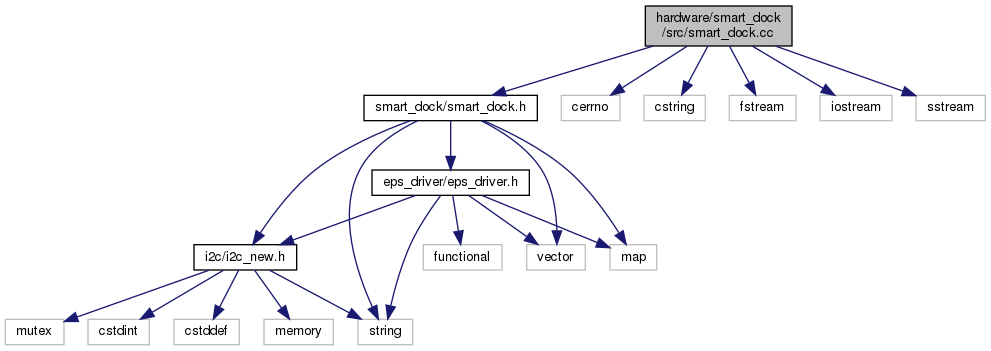 hardware/smart_dock
/src/smart_dock.cc
smart_dock/smart_dock.h
cerrno
cstring
fstream
iostream
sstream
eps_driver/eps_driver.h
i2c/i2c_new.h
functional
vector
map
mutex
cstdint
cstddef
memory
string